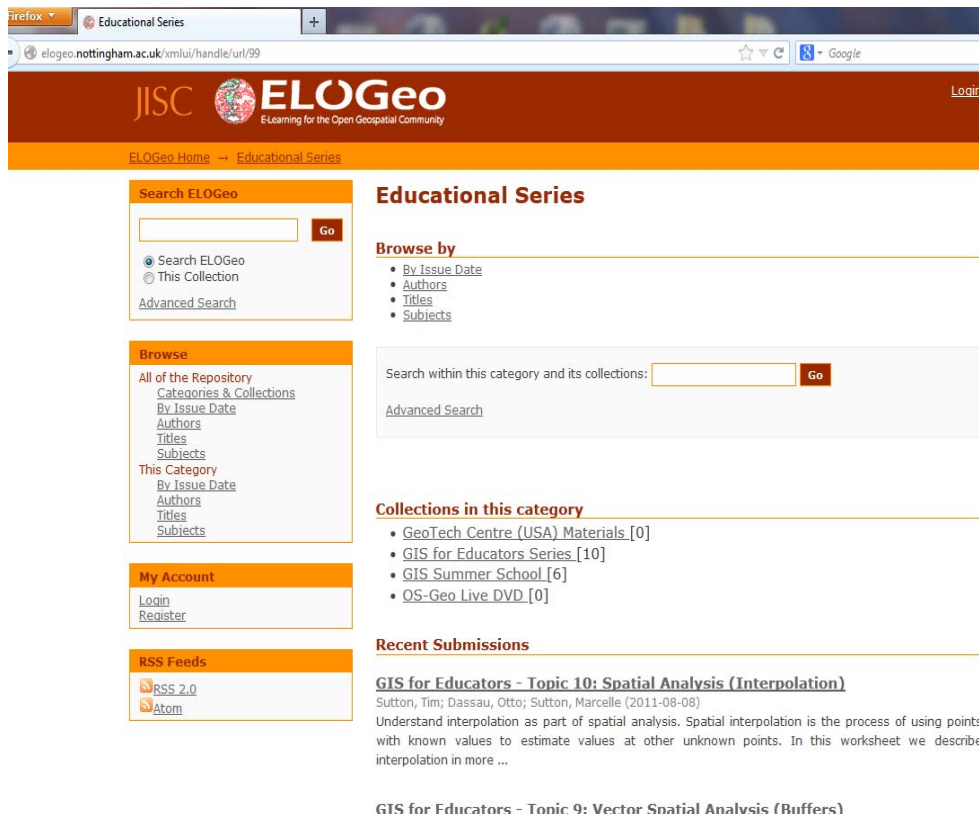 Firefox
Educational Series
+
elogeo.nottingham.ac.uk/xmlui/handle/url/99
Google
JISC
ELOGeo
E-Learning for the Open Geospatial Community
Login
ELOGeo Home → Educational Series
Search ELOGeo
Go
Search ELOGeo
This Collection
Advanced Search
Browse
All of the Repository
Categories & Collections
By Issue Date
Authors
Titles
Subjects
This Category
By Issue Date
Authors
Titles
Subjects
My Account
Login
Register
RSS Feeds
RSS 2.0
Atom
Educational Series
Browse by
• By Issue Date
• Authors
• Titles
• Subjects
Search within this category and its collections:
Go
Advanced Search
Collections in this category
• GeoTech Centre (USA) Materials [0]
• GIS for Educators Series [10]
• GIS Summer School [6]
• OS-Geo Live DVD [0]
Recent Submissions
GIS for Educators - Topic 10: Spatial Analysis (Interpolation)
Sutton, Tim; Dassau, Otto; Sutton, Marcelle (2011-08-08)
Understand interpolation as part of spatial analysis. Spatial interpolation is the process of using points
with known values to estimate values at other unknown points. In this worksheet we describe
interpolation in more ...
GIS for Educators - Topic 9: Vector Spatial Analysis (Buffers)